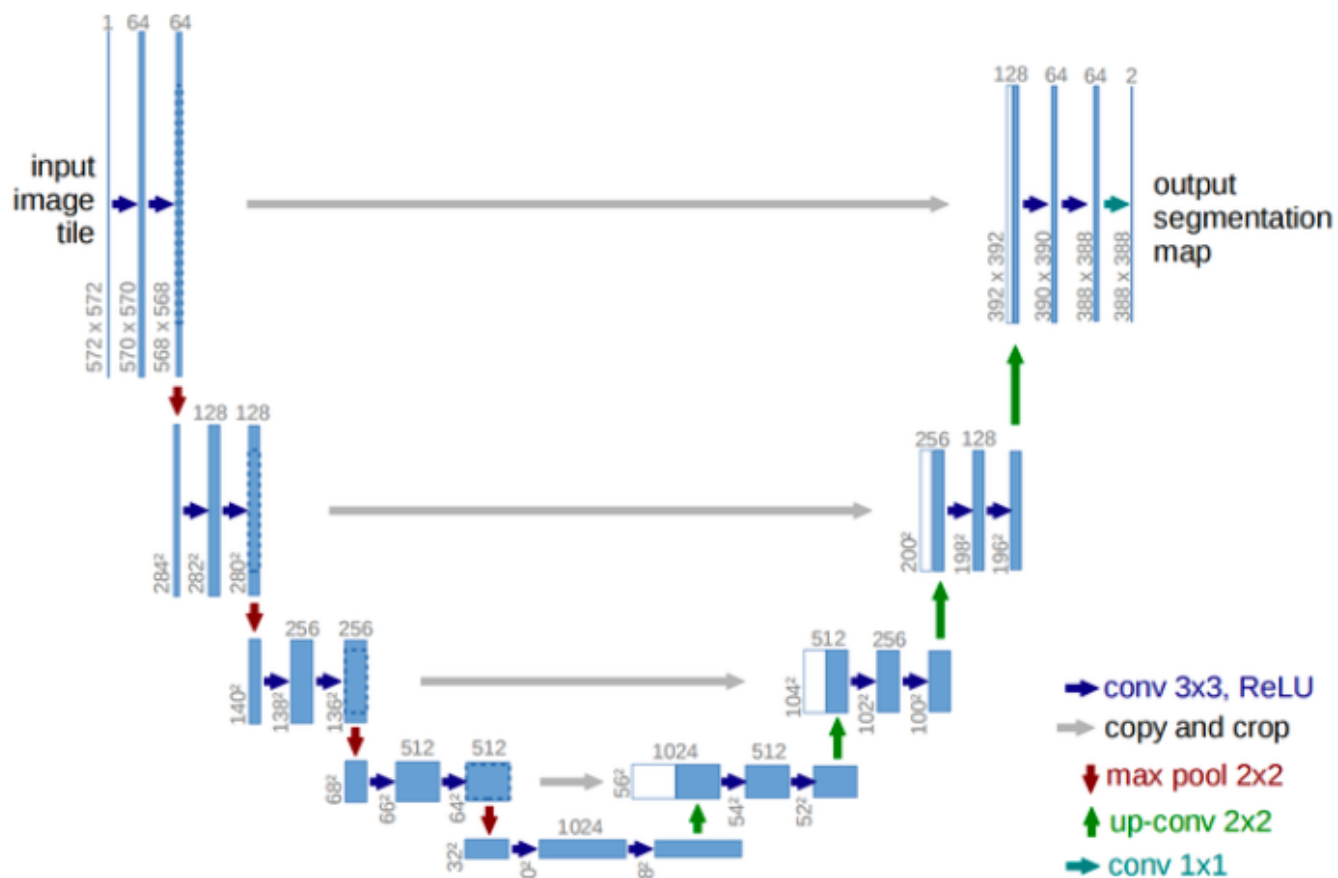 1 64 64
128 64 64 2
input
image
tile
output
segmentation
map
572 x 572
570 x 570
568 x 568
392 x 392
390 x 390
388 x 388
388 x 388
128 128
256 128
284²
282²
280²
200²
198²
196²
256 256
512 256
140²
138²
136²
104²
102²
100²
conv 3x3, ReLU
copy and crop
max pool 2x2
up-conv 2x2
conv 1x1
512 512
1024 512
68²
66²
64²
56²
54²
52²
1024
32²
0²
8²